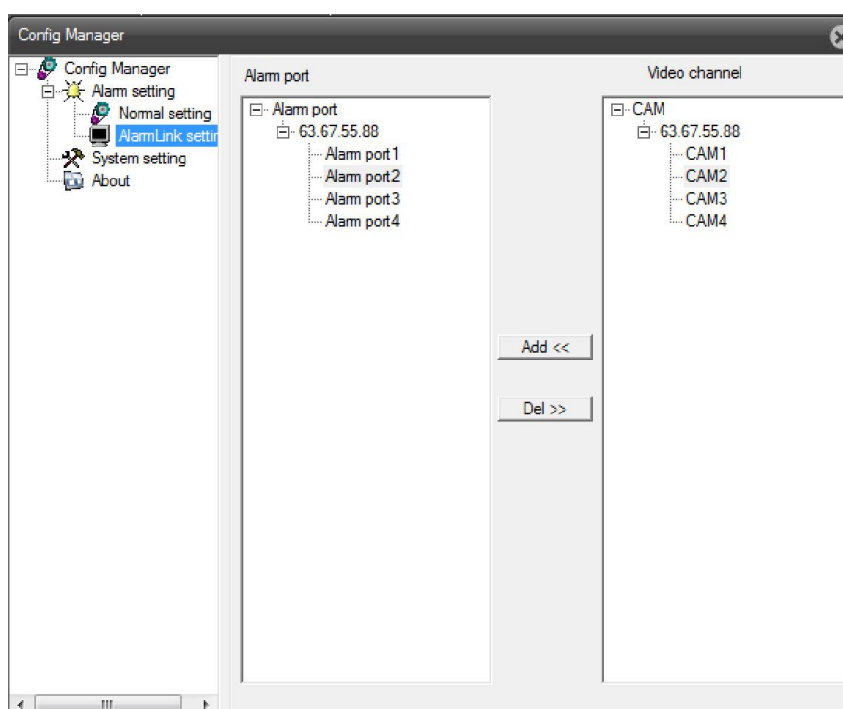 Config Manager
Config Manager
Alarm setting
Normal setting
AlarmLink settin
System setting
About
Alarm port
Alarm port
63.67.55.88
Alarm port1
Alarm port2
Alarm port3
Alarm port4
Add <<
Del >>
Video channel
CAM
63.67.55.88
CAM1
CAM2
CAM3
CAM4